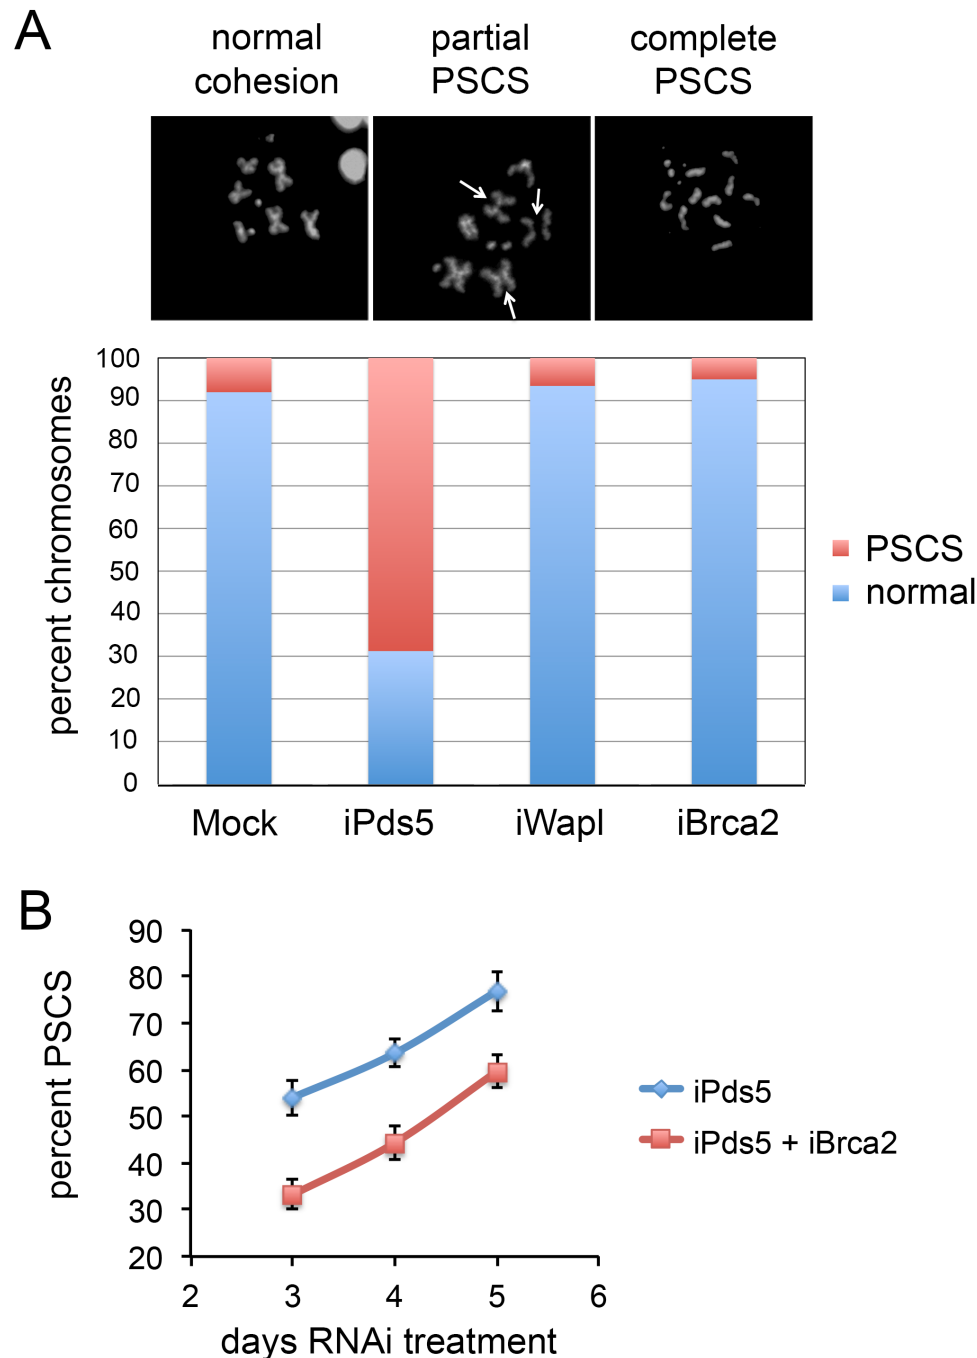 A
normal
cohesion
partial
PSCS
complete
PSCS
percent chromosomes
100
90
80
70
60
50
40
30
20
10
0
Mock
iPds5
iWapl
iBrca2
PSCS
normal
B
percent PSCS
90
80
70
60
50
40
30
20
2
3
4
5
6
days RNAi treatment
iPds5
iPds5 + iBrca2